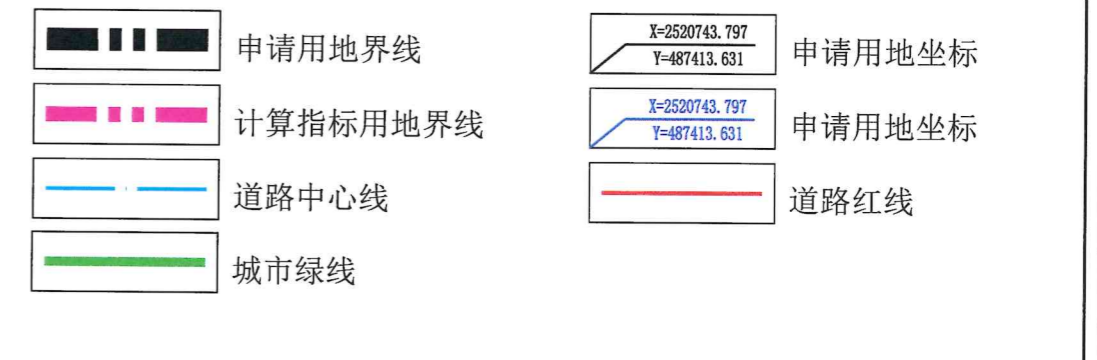 申请用地界线
X=2520743.797
Y=487413.631
申请用地坐标
计算指标用地界线
X=2520743.797
Y=487413.631
申请用地坐标
道路中心线
道路红线
城市绿线